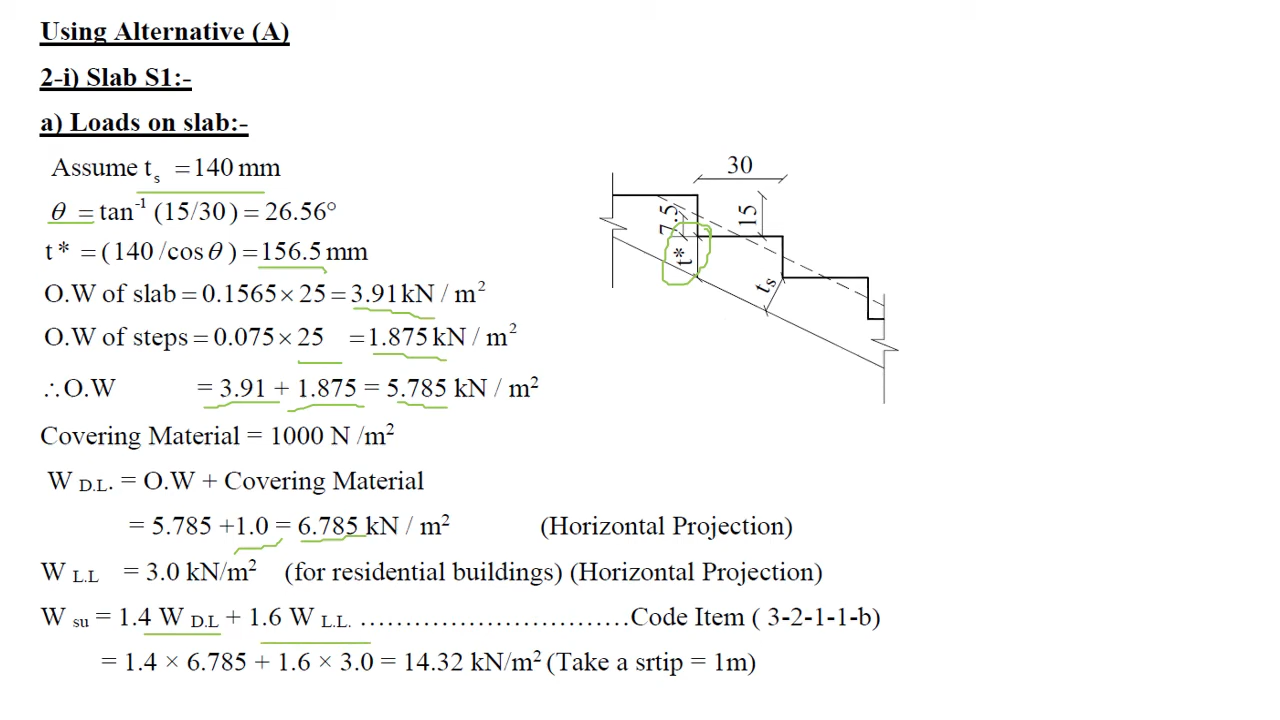 Using Alternative (A)
2-i) Slab S1:-
a) Loads on slab:-
Assume tₛ = 140 mm
θ = tan⁻¹ (15/30) = 26.56°
t* = (140 /cos θ) = 156.5 mm
O.W of slab = 0.1565 × 25 = 3.91 kN / m²
O.W of steps = 0.075 × 25 = 1.875 kN / m²
∴O.W = 3.91 + 1.875 = 5.785 kN / m²
Covering Material = 1000 N /m²
W D.L. = O.W + Covering Material
= 5.785 +1.0 = 6.785 kN / m² (Horizontal Projection)
W L.L = 3.0 kN/m² (for residential buildings) (Horizontal Projection)
W su = 1.4 W D.L + 1.6 W L.L. ..............................Code Item ( 3-2-1-1-b)
= 1.4 × 6.785 + 1.6 × 3.0 = 14.32 kN/m² (Take a srtip = 1m)
30
7.5
15
t*
ts